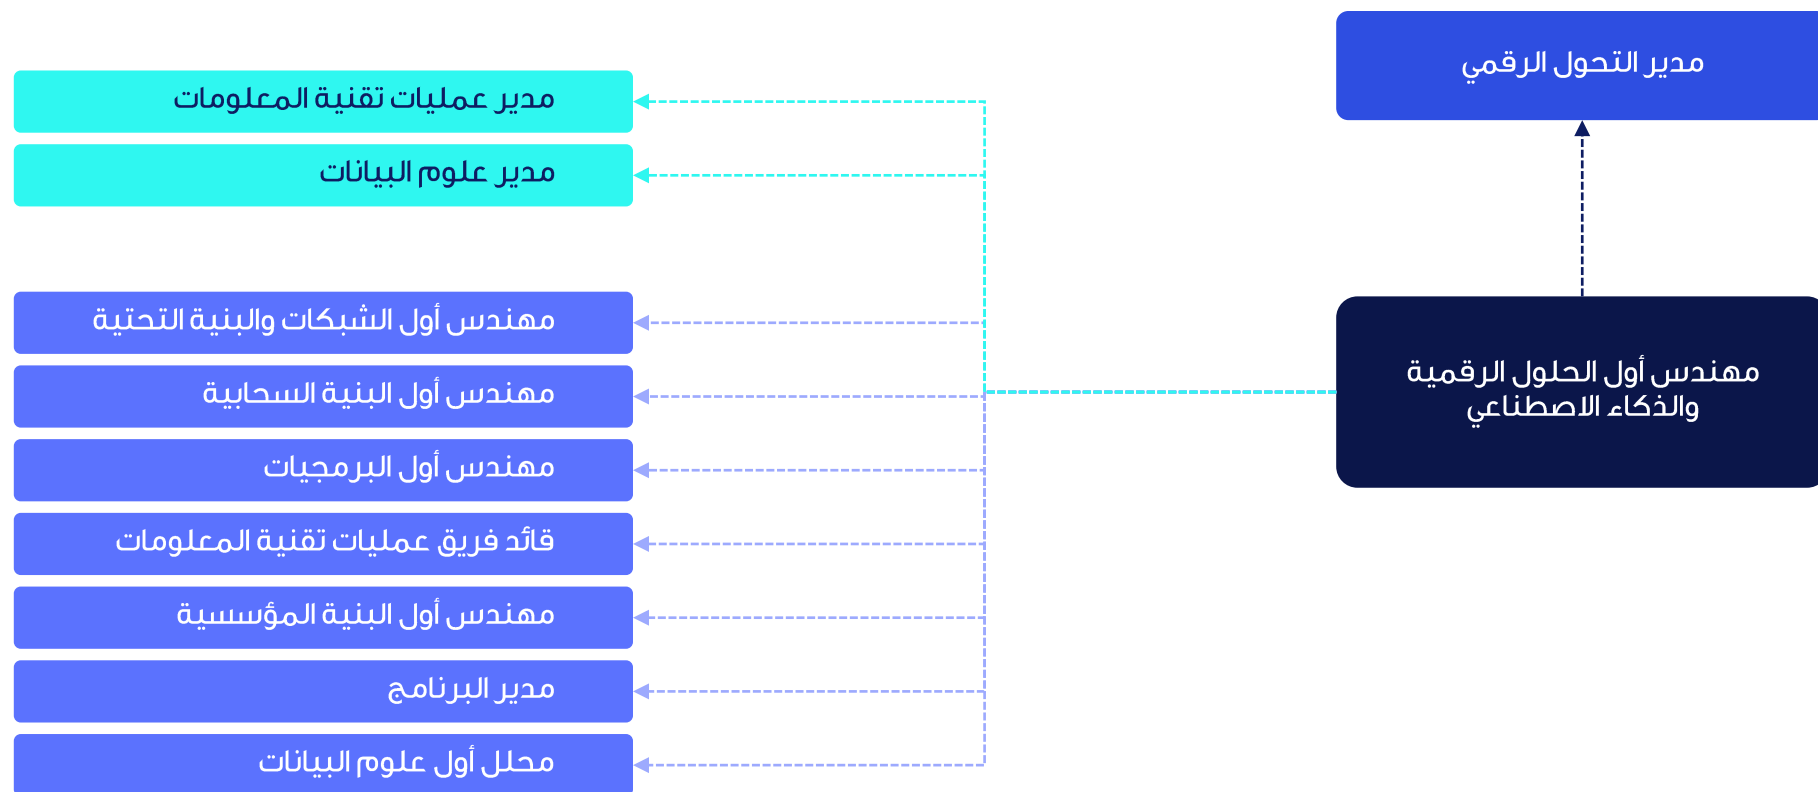 مدير التحول الرقمي
مهندس أول الحلول الرقمية
والذكاء الاصطناعي
مدير عمليات تقنية المعلومات
مدير علوم البيانات
مهندس أول الشبكات والبنية التحتية
مهندس أول البنية السحابية
مهندس أول البرمجيات
قائد فريق عمليات تقنية المعلومات
مهندس أول البنية المؤسسية
مدير البرنامج
محلل أول علوم البيانات